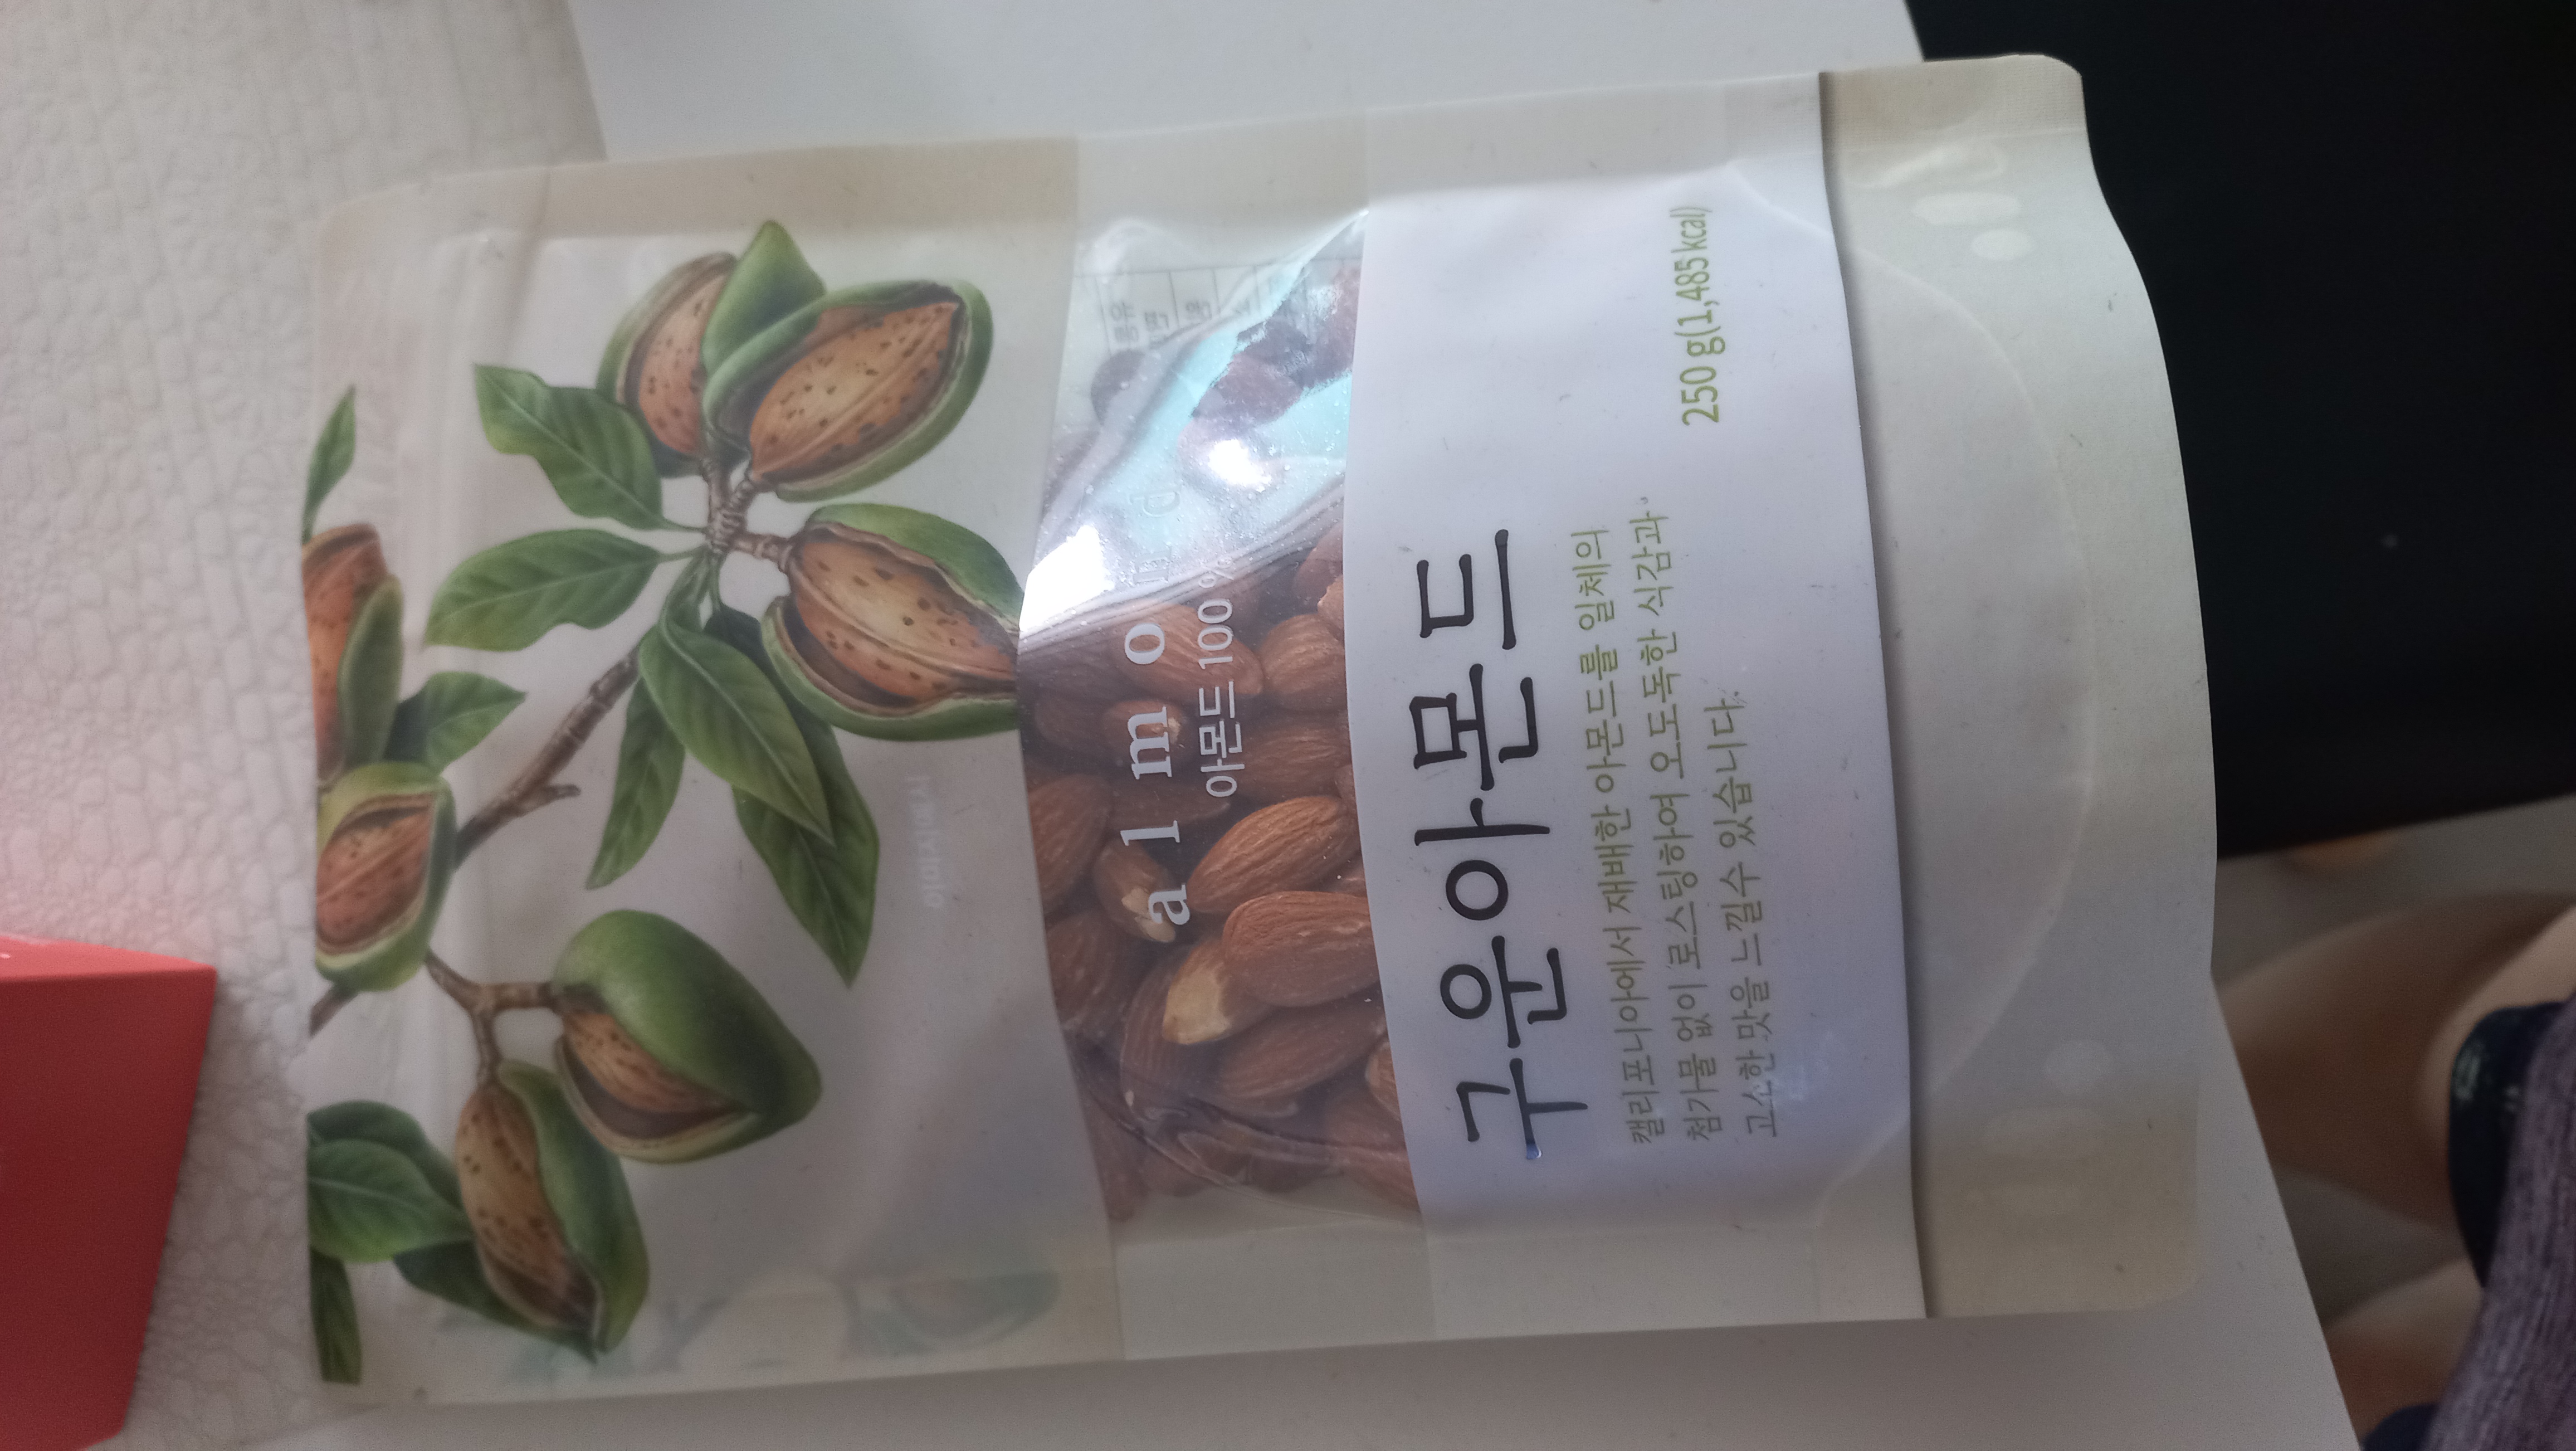 almond
아몬드 100%
구운아몬드
캘리포니아에서 재배한 아몬드를 일체의
첨가물 없이 로스팅하여 오도독한 식감과
고소한 맛을 느낄수 있습니다.
250 g(1,485 kcal)